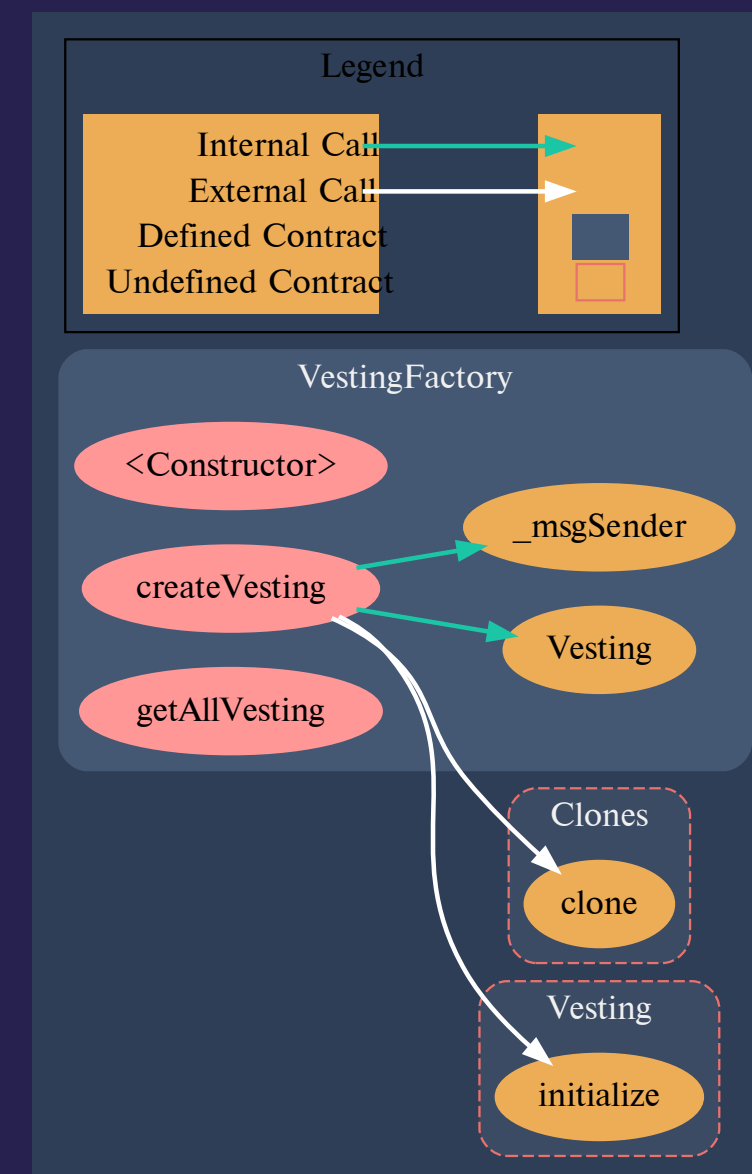 Legend
Internal Call
External Call
Defined Contract
Undefined Contract
VestingFactory
<Constructor>
_msgSender
createVesting
Vesting
getAllVesting
Clones
clone
Vesting
initialize